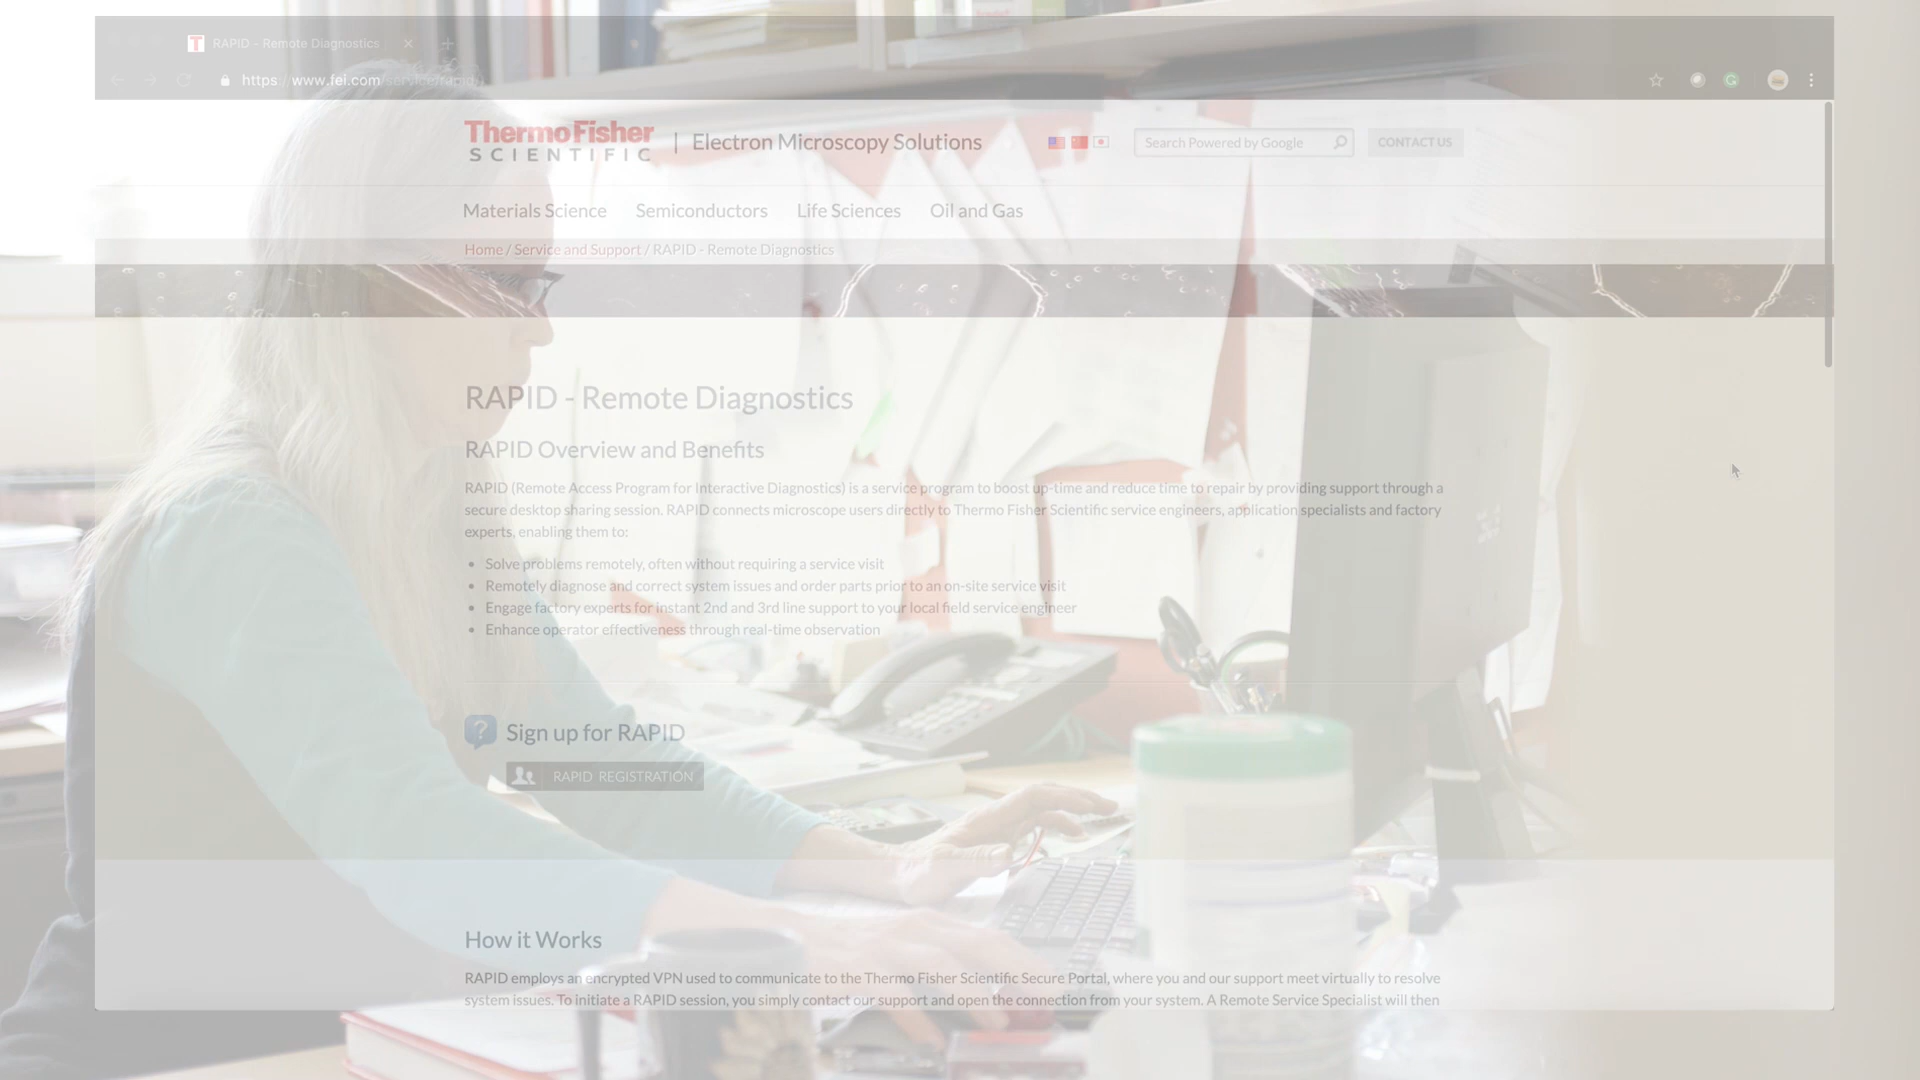 RAPID - Remote Diagnostics
https://www.fei.com/service/rapid/
ThermoFisher
SCIENTIFIC
| Electron Microscopy Solutions
Search Powered by Google
CONTACT US
Materials Science Semiconductors Life Sciences Oil and Gas
Home / Service and Support / RAPID - Remote Diagnostics
RAPID - Remote Diagnostics
RAPID Overview and Benefits
RAPID (Remote Access Program for Interactive Diagnostics) is a service program to boost up-time and reduce time to repair by providing support through a
secure desktop sharing session. RAPID connects microscope users directly to Thermo Fisher Scientific service engineers, application specialists and factory
experts, enabling them to:
• Solve problems remotely, often without requiring a service visit
• Remotely diagnose and correct system issues and order parts prior to an on-site service visit
• Engage factory experts for instant 2nd and 3rd line support to your local field service engineer
• Enhance operator effectiveness through real-time observation
Sign up for RAPID
RAPID REGISTRATION
How it Works
RAPID employs an encrypted VPN used to communicate to the Thermo Fisher Scientific Secure Portal, where you and our support meet virtually to resolve
system issues. To initiate a RAPID session, you simply contact our support and open the connection from your system. A Remote Service Specialist will then